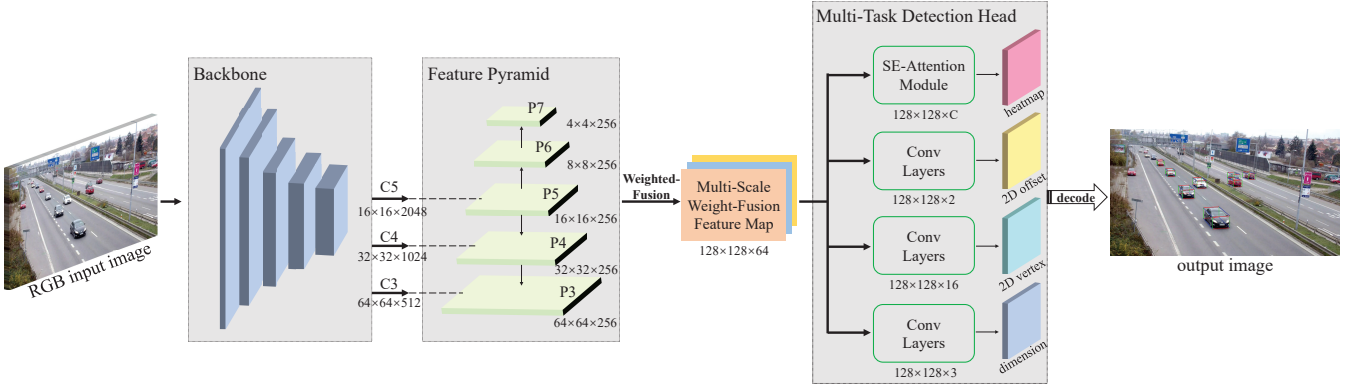 RGB input image
Backbone
C5
16×16×2048
C4
32×32×1024
C3
64×64×512
Feature Pyramid
P7
4×4×256
P6
8×8×256
P5
16×16×256
P4
32×32×256
P3
64×64×256
Weighted-
Fusion
Multi-Scale
Weight-Fusion
Feature Map
128×128×64
Multi-Task Detection Head
SE-Attention
Module
128×128×C
heatmap
Conv
Layers
128×128×2
2D offset
Conv
Layers
128×128×16
2D vertex
Conv
Layers
128×128×3
dimension
decode
output image